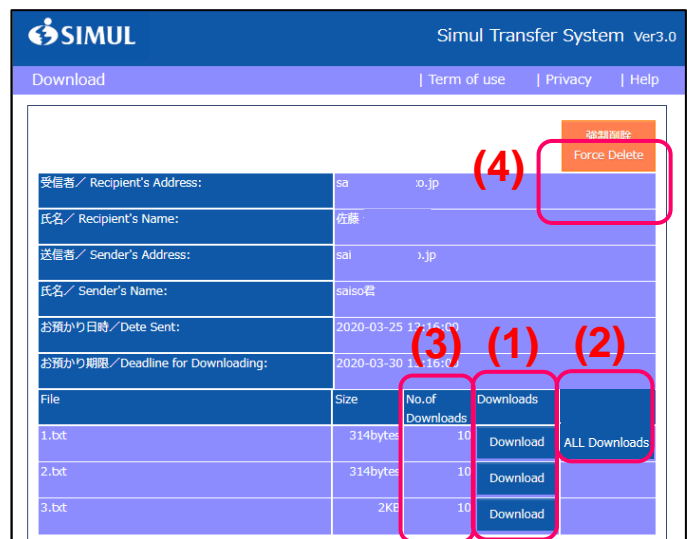 SIMUL
Simul Transfer System Ver3.0
Download | Term of use | Privacy | Help
強制削除
Force Delete
(4)
受信者／ Recipient's Address: sa :o.jp
氏名／ Recipient's Name: 佐藤
送信者／ Sender's Address: sai ).jp
氏名／ Sender's Name: saiso君
お預かり日時／Dete Sent: 2020-03-25 13:16:00
お預かり期限／Deadline for Downloading: 2020-03-30
(3) (1) (2)
File Size No.of Downloads
Downloads
1.txt 314bytes 10 Download ALL Downloads
2.txt 314bytes 10 Download
3.txt 2KB 10 Download